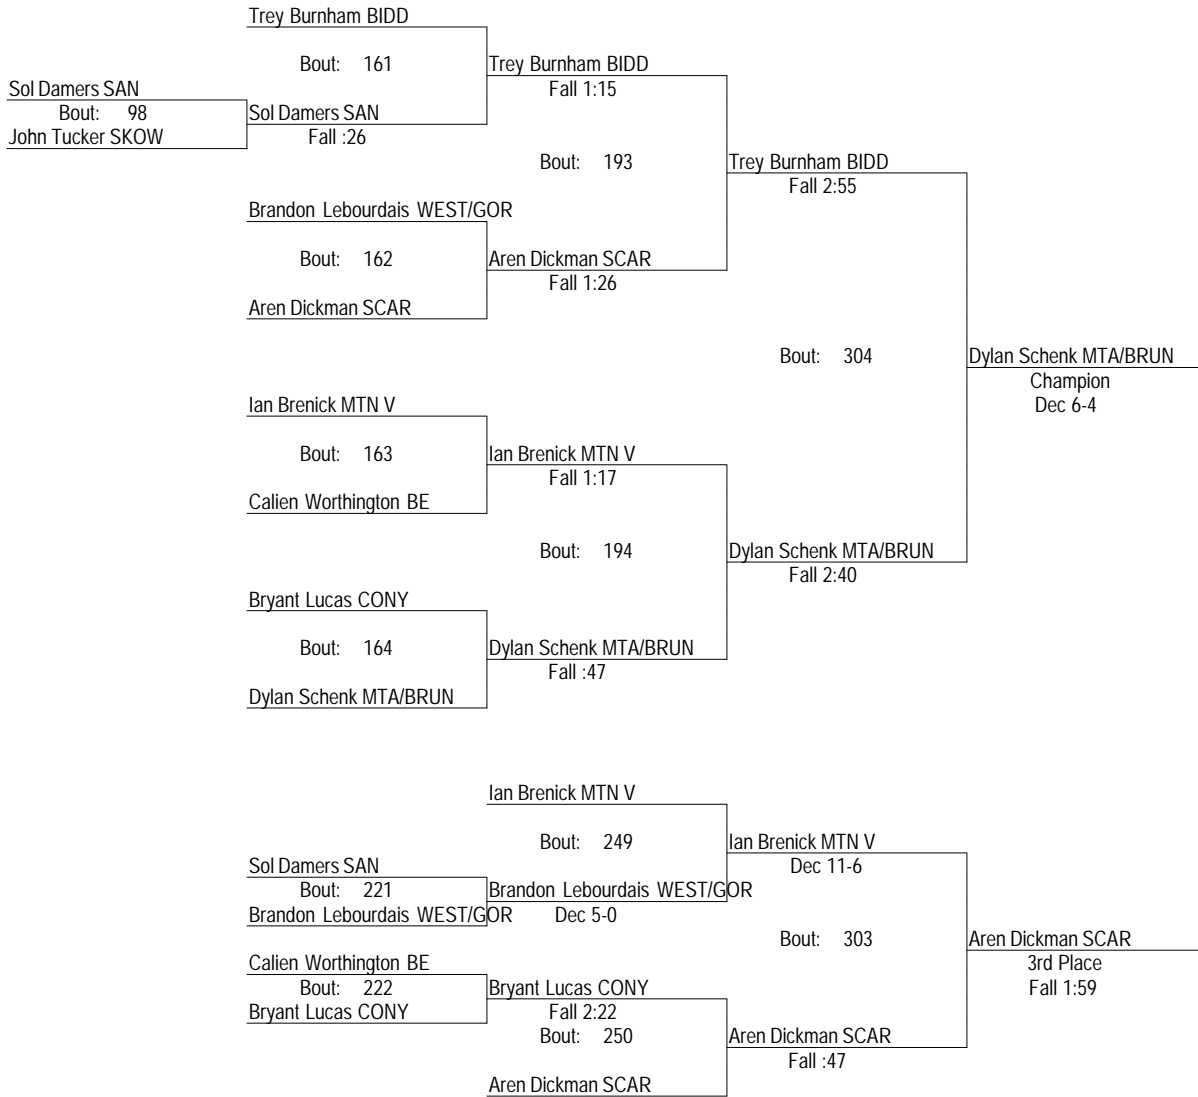 Trey Burnham BIDD
Bout: 161
Trey Burnham BIDD
Fall 1:15
Sol Damers SAN
Bout: 98
John Tucker SKOW
Sol Damers SAN
Fall :26
Bout: 193
Trey Burnham BIDD
Fall 2:55
Brandon Lebourdais WEST/GOR
Bout: 162
Aren Dickman SCAR
Fall 1:26
Aren Dickman SCAR
Bout: 304
Dylan Schenk MTA/BRUN
Champion
Dec 6-4
Ian Brenick MTN V
Bout: 163
Ian Brenick MTN V
Fall 1:17
Calien Worthington BE
Bout: 194
Dylan Schenk MTA/BRUN
Fall 2:40
Bryant Lucas CONY
Bout: 164
Dylan Schenk MTA/BRUN
Fall :47
Dylan Schenk MTA/BRUN
Ian Brenick MTN V
Bout: 249
Ian Brenick MTN V
Dec 11-6
Sol Damers SAN
Bout: 221
Brandon Lebourdais WEST/GOR
Brandon Lebourdais WEST/GOR
Dec 5-0
Bout: 303
Aren Dickman SCAR
3rd Place
Fall 1:59
Calien Worthington BE
Bout: 222
Bryant Lucas CONY
Bryant Lucas CONY
Fall 2:22
Bout: 250
Aren Dickman SCAR
Fall :47
Aren Dickman SCAR